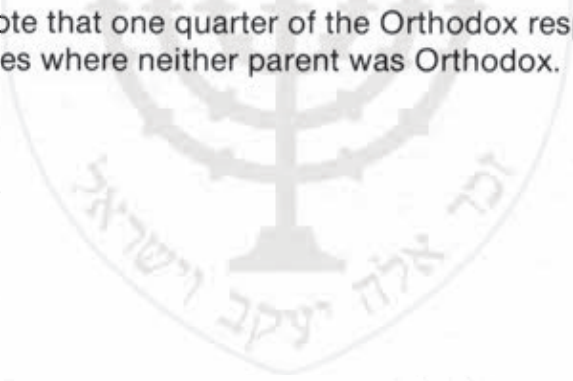 ote that one quarter of the Orthodox res
es where neither parent was Orthodox.
זכר אלה יעקב וישראל